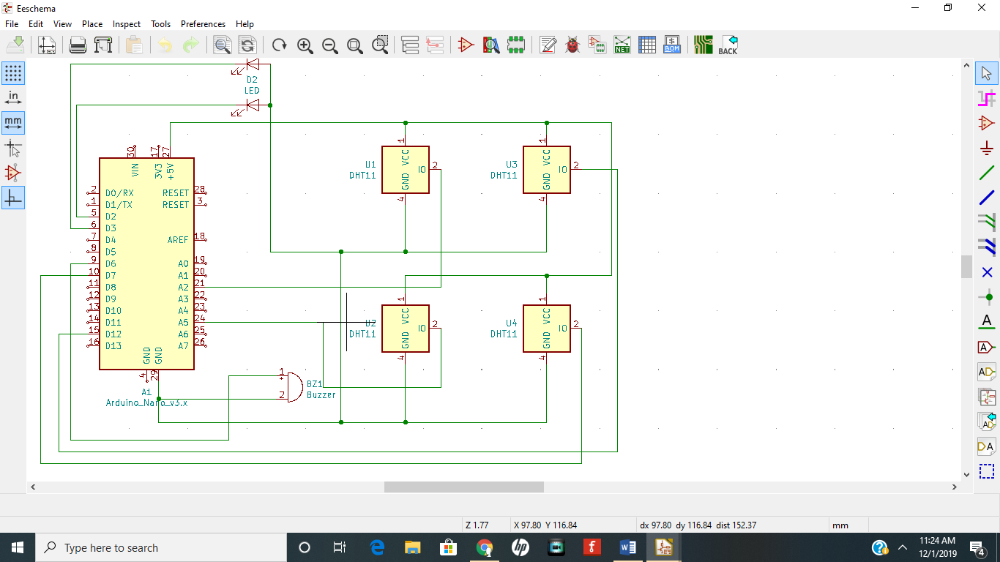 Eeschema
File Edit View Place Inspect Tools Preferences Help
NET
BOM
BACK
in
mm
D2
LED
30
17
27
VIN
3V3
+5V
2 D0/RX RESET 28
1 D1/TX RESET 3
5 D2
6 D3
7 D4 AREF 18
8 D5
9 D6 A0 19
10 D7 A1 20
11 D8 A2 21
12 D9 A3 22
13 D10 A4 23
14 D11 A5 24
15 D12 A6 25
16 D13 A7 26
GND
GND
4
29
A1
Arduino_Nano_v3.x
U1
DHT11
1
VCC
IO 2
GND
4
U3
DHT11
1
VCC
IO 2
GND
4
U2
DHT11
1
VCC
IO 2
GND
4
U4
DHT11
1
VCC
IO 2
GND
4
1
+
2
BZ1
Buzzer
A
A
AD
AD
DA
Z 1.77
X 97.80 Y 116.84
dx 97.80 dy 116.84 dist 152.37
mm
Type here to search
11:24 AM
12/1/2019
4